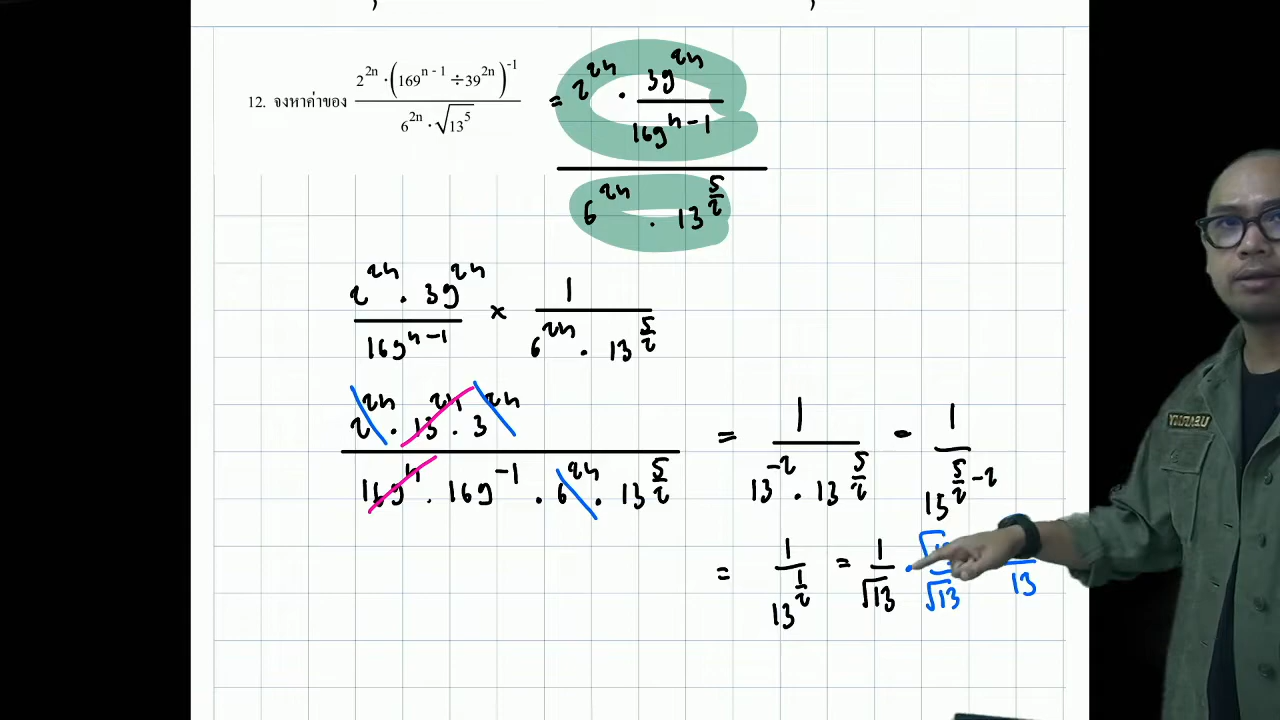 12. จงหาค่าของ 2^{2n}·(169^{n-1}÷39^{2n})^{-1} / 6^{2n}·√13^5
= 2^{2n} · 39^{2n} / 169^{n-1}
6^{2n} · 13^{5/2}
2^{2n} · 39^{2n} / 169^{n-1} × 1 / 6^{2n} · 13^{5/2}
2^{2n} · 13^{2n} · 3^{2n} / 169^n · 169^{-1} · 6^{2n} · 13^{5/2}
= 1 / 13^{-2} · 13^{5/2} = 1 / 13^{5/2-2}
= 1 / 13^{1/2} = 1 / √13 · / √13 13